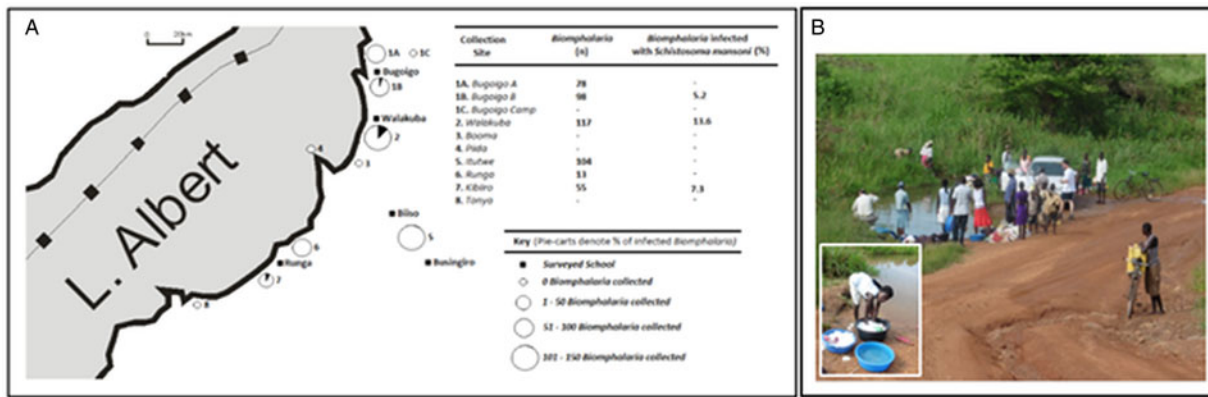 A
20km
1A
1C
Bugoigo
1B
Walakuba
2
4
3
L. Albert
Biiso
5
Busingiro
6
Runga
7
8
Collection Site
Biomphalaria (n)
Biomphalaria infected with Schistosoma mansoni (%)
1A. Bugoigo A 78 -
1B. Bugoigo B 98 5.2
1C. Bugoigo Camp - -
2. Walakuba 117 13.6
3. Booma - -
4. Piida - -
5. Itutwe 104 -
6. Runga 13 -
7. Kibiro 55 7.3
8. Tonya - -
Key (Pie-carts denote % of infected Biomphalaria)
Surveyed School
0 Biomphalaria collected
1 - 50 Biomphalaria collected
51 - 100 Biomphalaria collected
101 - 150 Biomphalaria collected
B